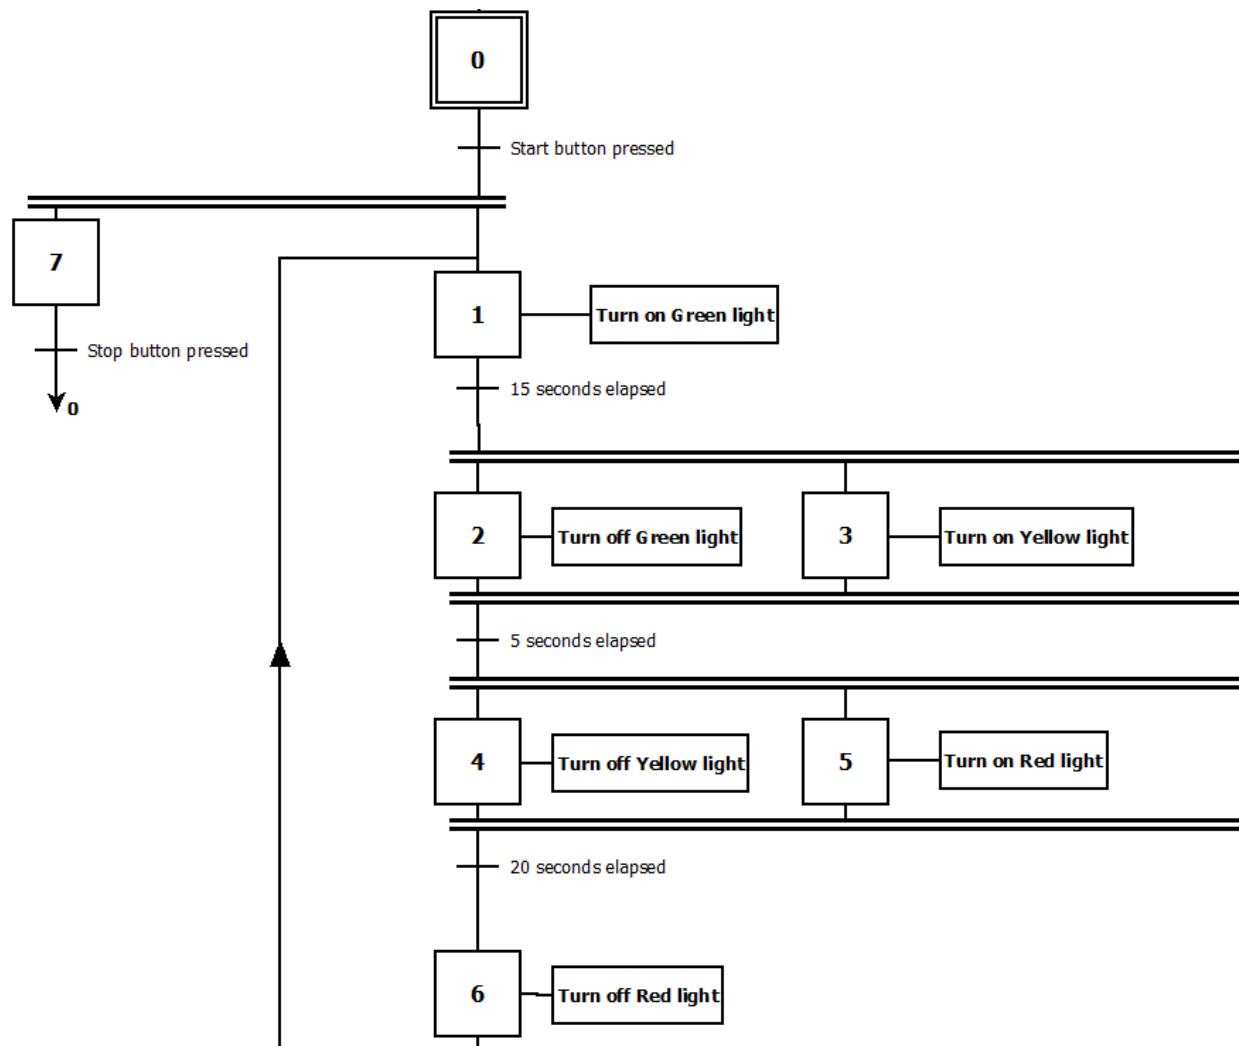 0
Start button pressed
7
1
Turn on Green light
Stop button pressed
0
15 seconds elapsed
2
Turn off Green light
3
Turn on Yellow light
5 seconds elapsed
4
Turn off Yellow light
5
Turn on Red light
20 seconds elapsed
6
Turn off Red light